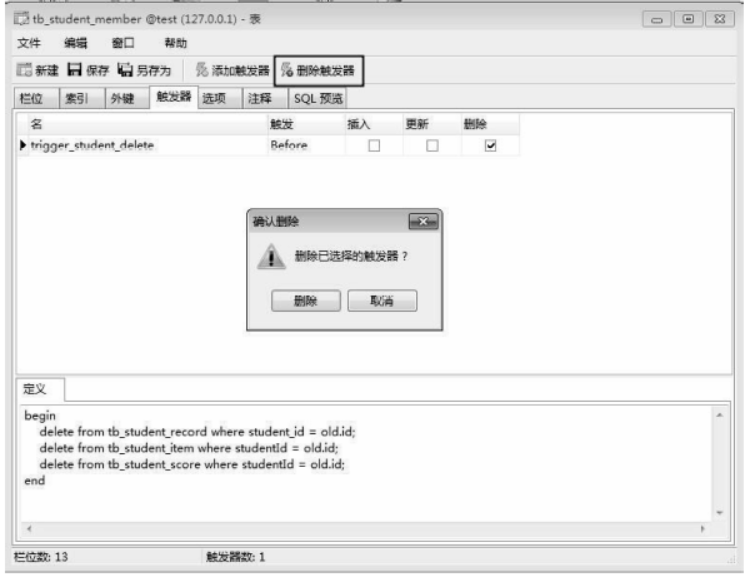 tb_student_member @test (127.0.0.1) - 表
文件 编辑 窗口 帮助
新建 保存 另存为 添加触发器 删除触发器
栏位 索引 外键 触发器 选项 注释 SQL 预览
名 触发 插入 更新 删除
trigger_student_delete Before
确认删除
删除已选择的触发器？
删除 取消
定义
begin
delete from tb_student_record where student_id = old.id;
delete from tb_student_item where studentId = old.id;
delete from tb_student_score where studentId = old.id;
end
栏位数: 13 触发器数: 1